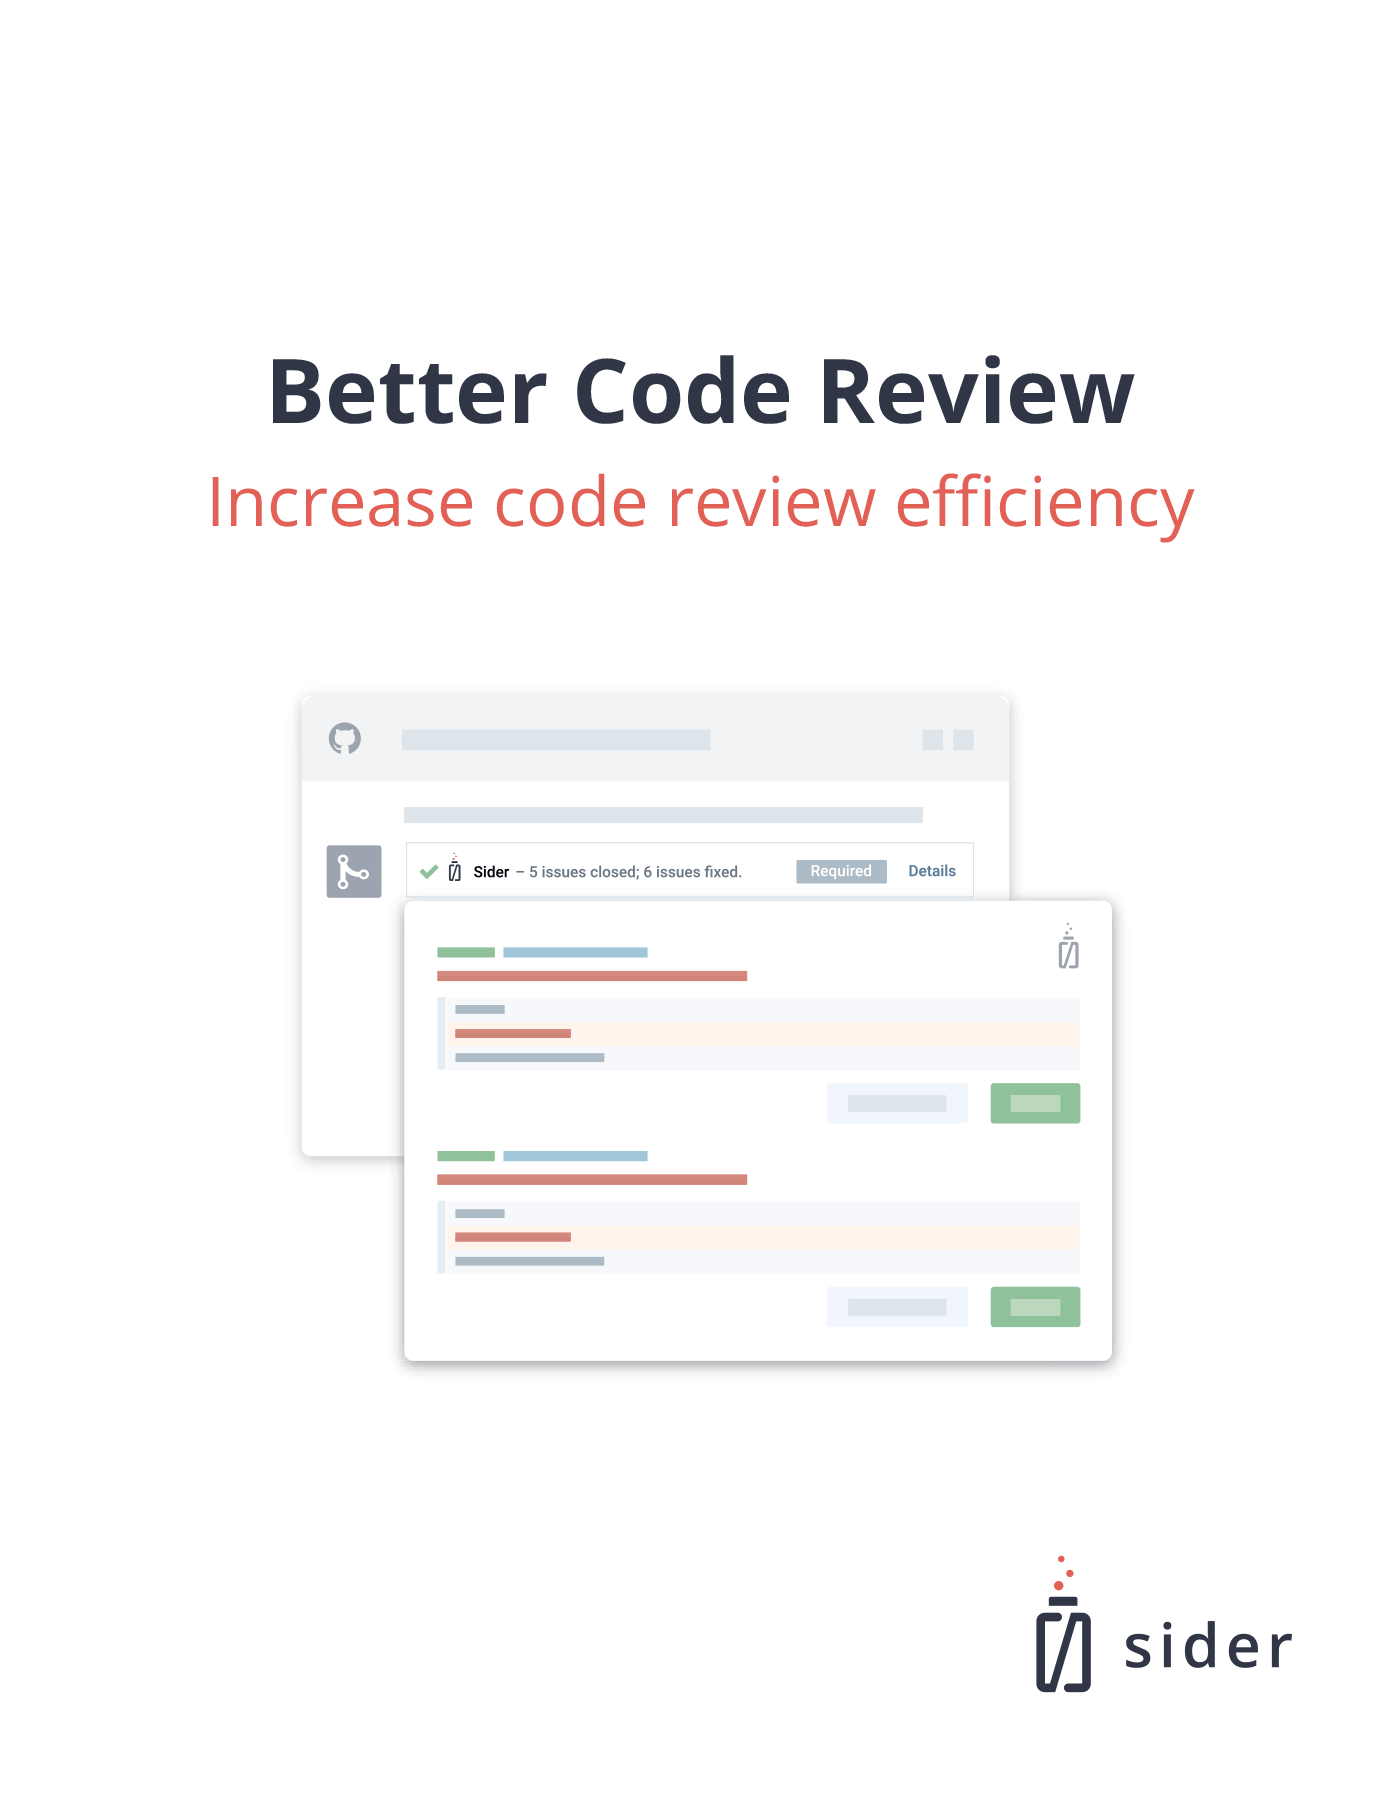 Better Code Review
Increase code review efficiency
Sider – 5 issues closed; 6 issues fixed. Required Details
sider